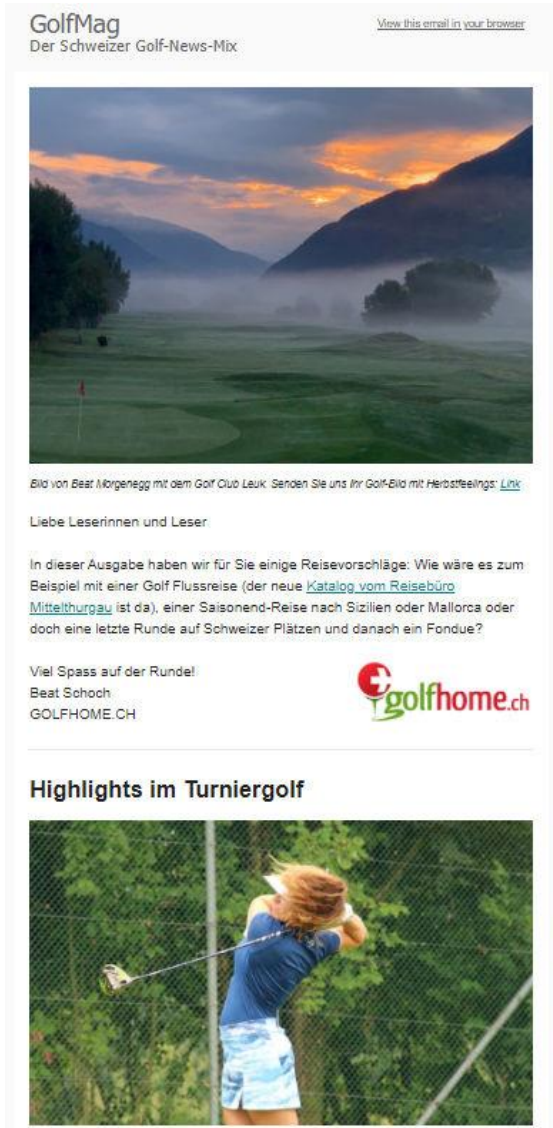 GolfMag
Der Schweizer Golf-News-Mix
View this email in your browser
Bild von Beat Morgenegg mit dem Golf Club Leuk. Senden Sie uns Ihr Golf-Bild mit Herbstfeelings: Link
Liebe Leserinnen und Leser
In dieser Ausgabe haben wir für Sie einige Reisevorschläge: Wie wäre es zum
Beispiel mit einer Golf Flussreise (der neue Katalog vom Reisebüro
Mittelthurgau ist da), einer Saisonend-Reise nach Sizilien oder Mallorca oder
doch eine letzte Runde auf Schweizer Plätzen und danach ein Fondue?
Viel Spass auf der Runde!
Beat Schoch
GOLFHOME.CH
golfhome.ch
Highlights im Turniergolf